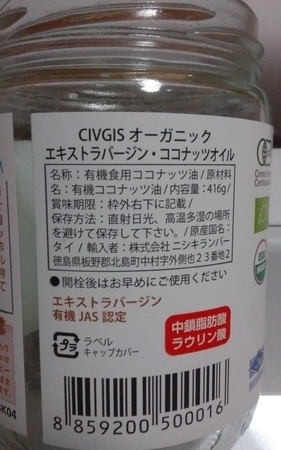 CIVGIS オーガニック
エキストラバージン・ココナッツオイル
名称：有機食用ココナッツ油/原材料
名：有機ココナッツ油/内容量：416g/
賞味期限：枠外右下に記載/
保存方法：直射日光、高温多湿の場所
を避けて保存して下さい。/原産国名：
タイ/輸入者：株式会社ニシキランバー
徳島県板野郡北島町中村字外側地２３番地２
●開栓後はお早めにご使用ください
エキストラバージン
有機 JAS 認定
プラ
ラベル
キャップカバー
中鎖脂肪酸
ラウリン酸
8 859200 500016